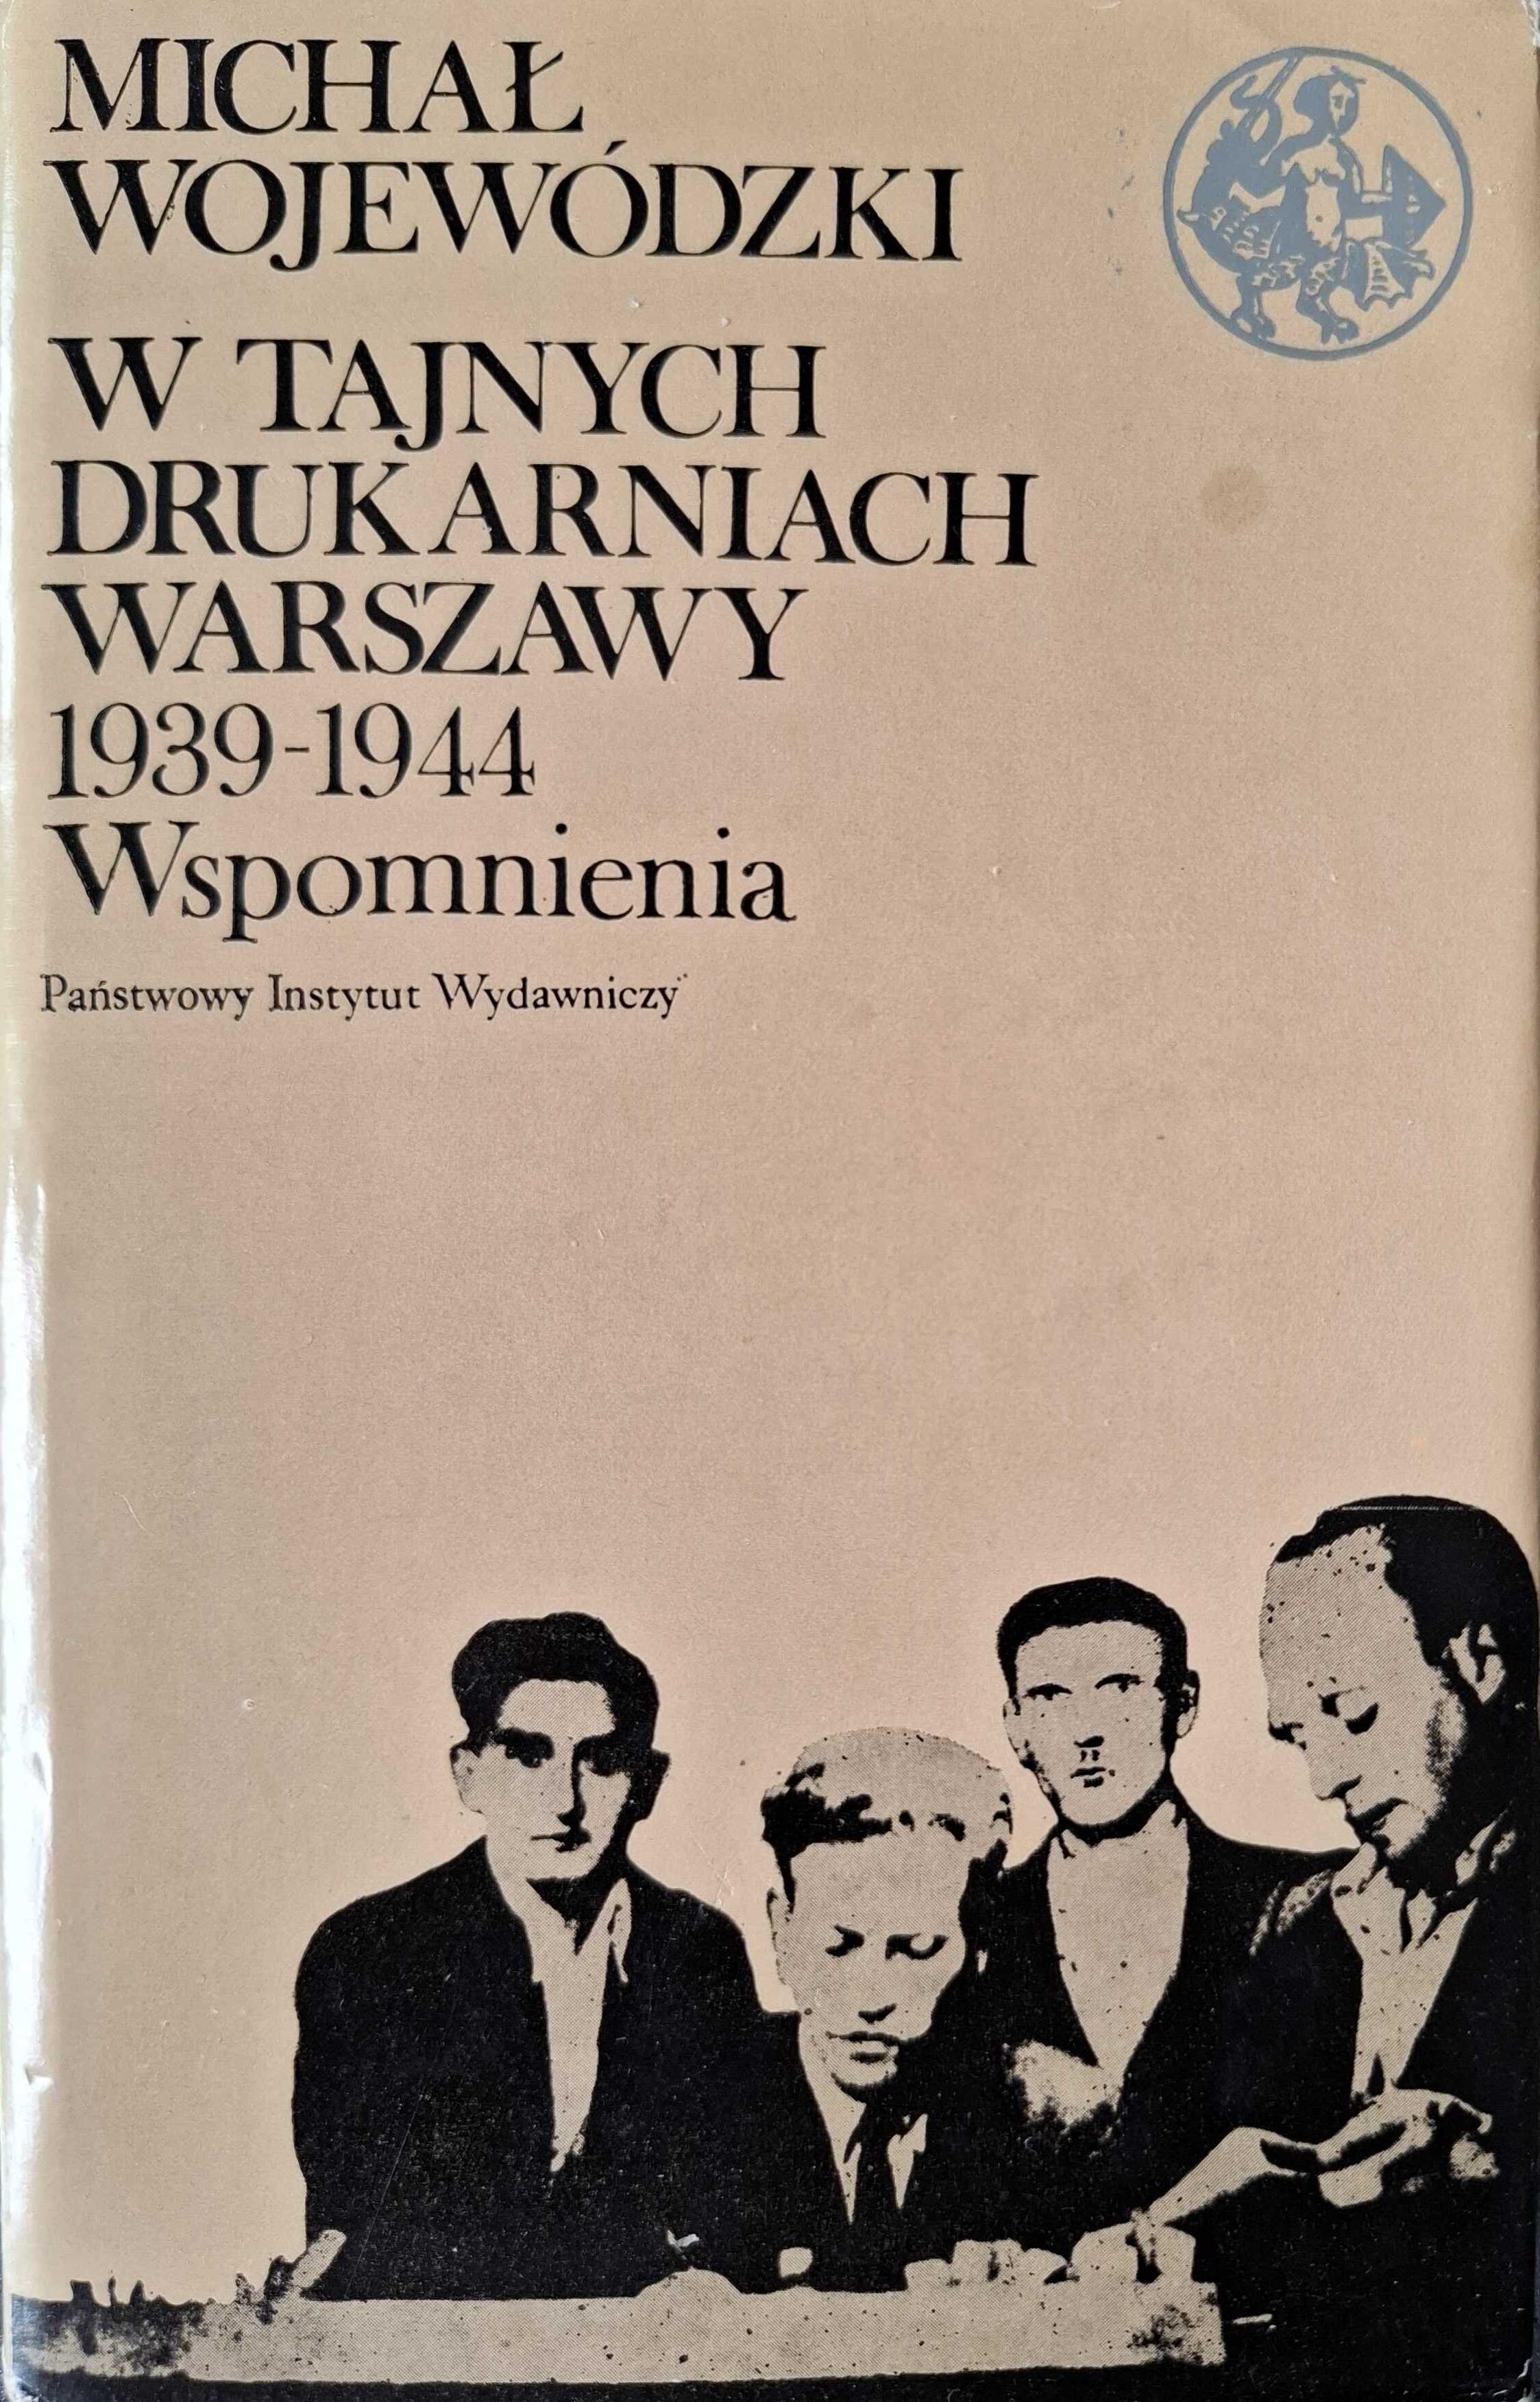 MICHAŁ
WOJEWÓDZKI
W TAJNYCH
DRUKARNIACH
WARSZAWY
1939-1944
Wspomnienia
Państwowy Instytut Wydawniczy